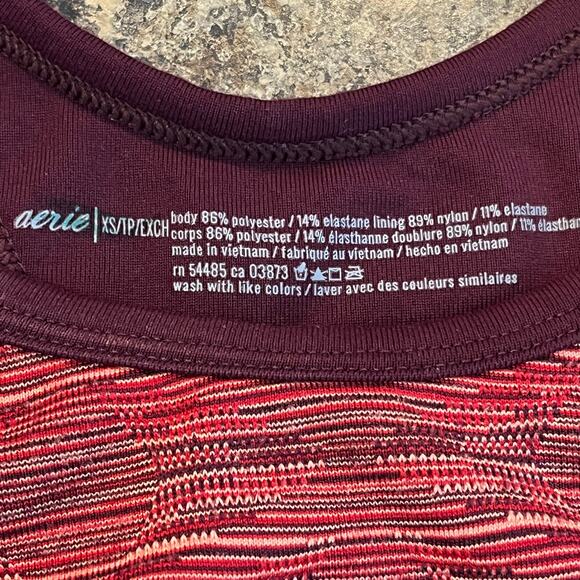 aerie | XS/TP/EXCH
body 86% polyester / 14% elastane lining 89% nylon / 11% elastane
corps 86% polyester / 14% élasthanne doublure 89% nylon / 11% élasthan
made in vietnam / fabriqué au vietnam / hecho en vietnam
rn 54485 ca 03873
wash with like colors / laver avec des couleurs similaires